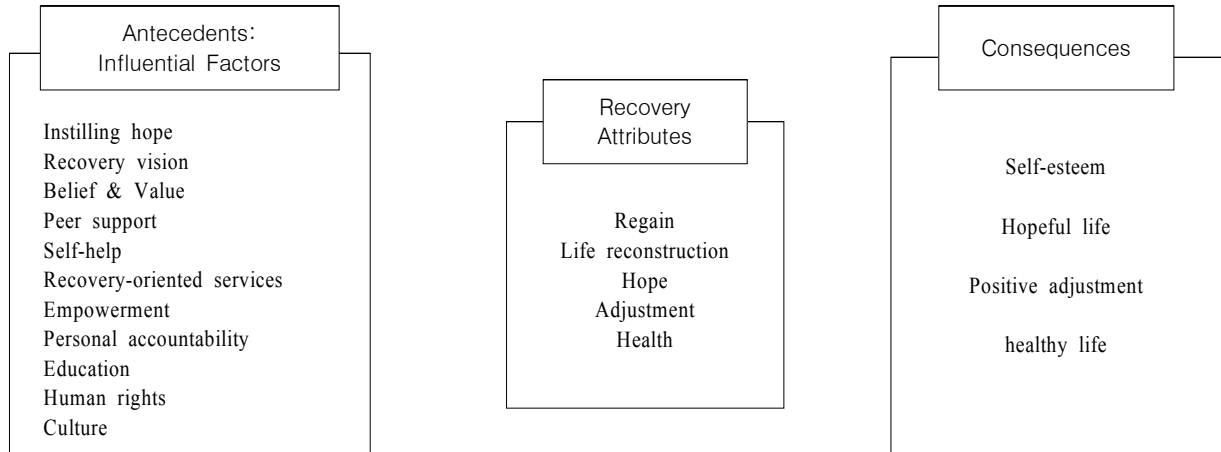 Antecedents:
Influential Factors
Instilling hope
Recovery vision
Belief & Value
Peer support
Self-help
Recovery-oriented services
Empowerment
Personal accountability
Education
Human rights
Culture
Recovery
Attributes
Regain
Life reconstruction
Hope
Adjustment
Health
Consequences
Self-esteem
Hopeful life
Positive adjustment
healthy life